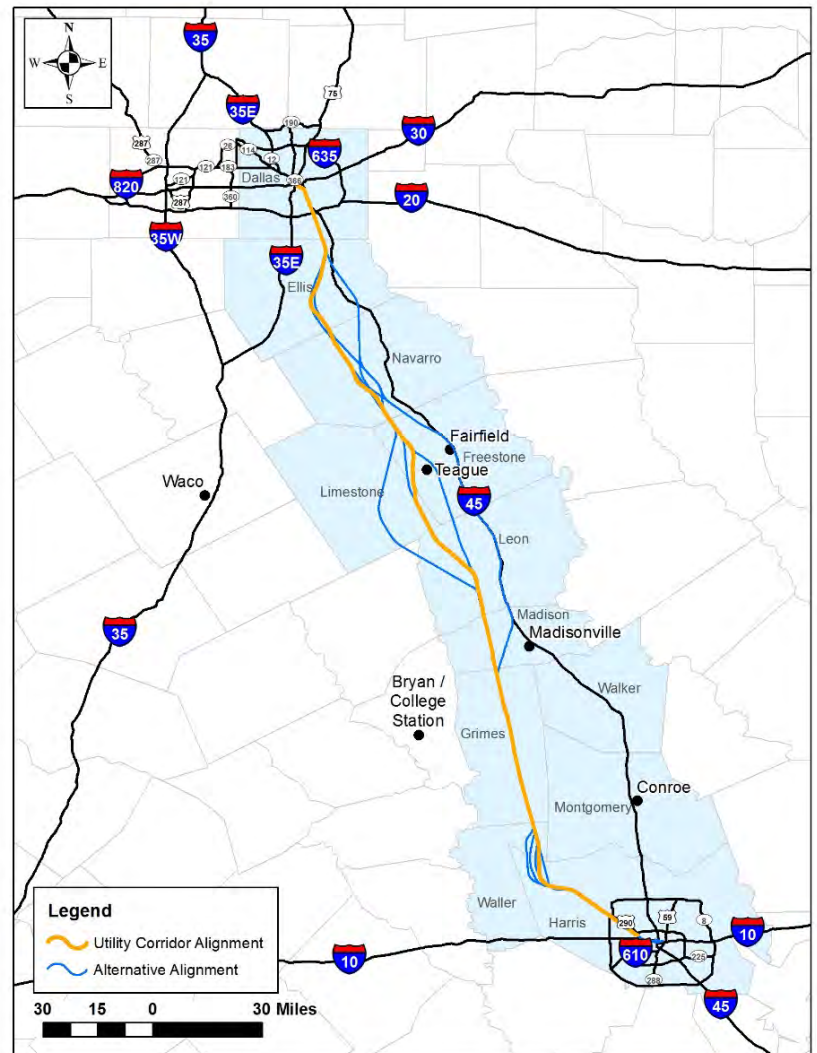 N
W
E
S
35
35E
75
190
30
287
287
26
114
635
12
121
183
820
121
Dallas
366
360
287
20
35W
35E
Ellis
Navarro
Fairfield
Freestone
Teague
Waco
Limestone
45
Leon
Madison
Madisonville
35
Bryan /
College
Station
Walker
Grimes
Conroe
Montgomery
Waller
Harris
290
59
8
10
610
10
225
288
45
Legend
Utility Corridor Alignment
Alternative Alignment
30 15 0 30 Miles